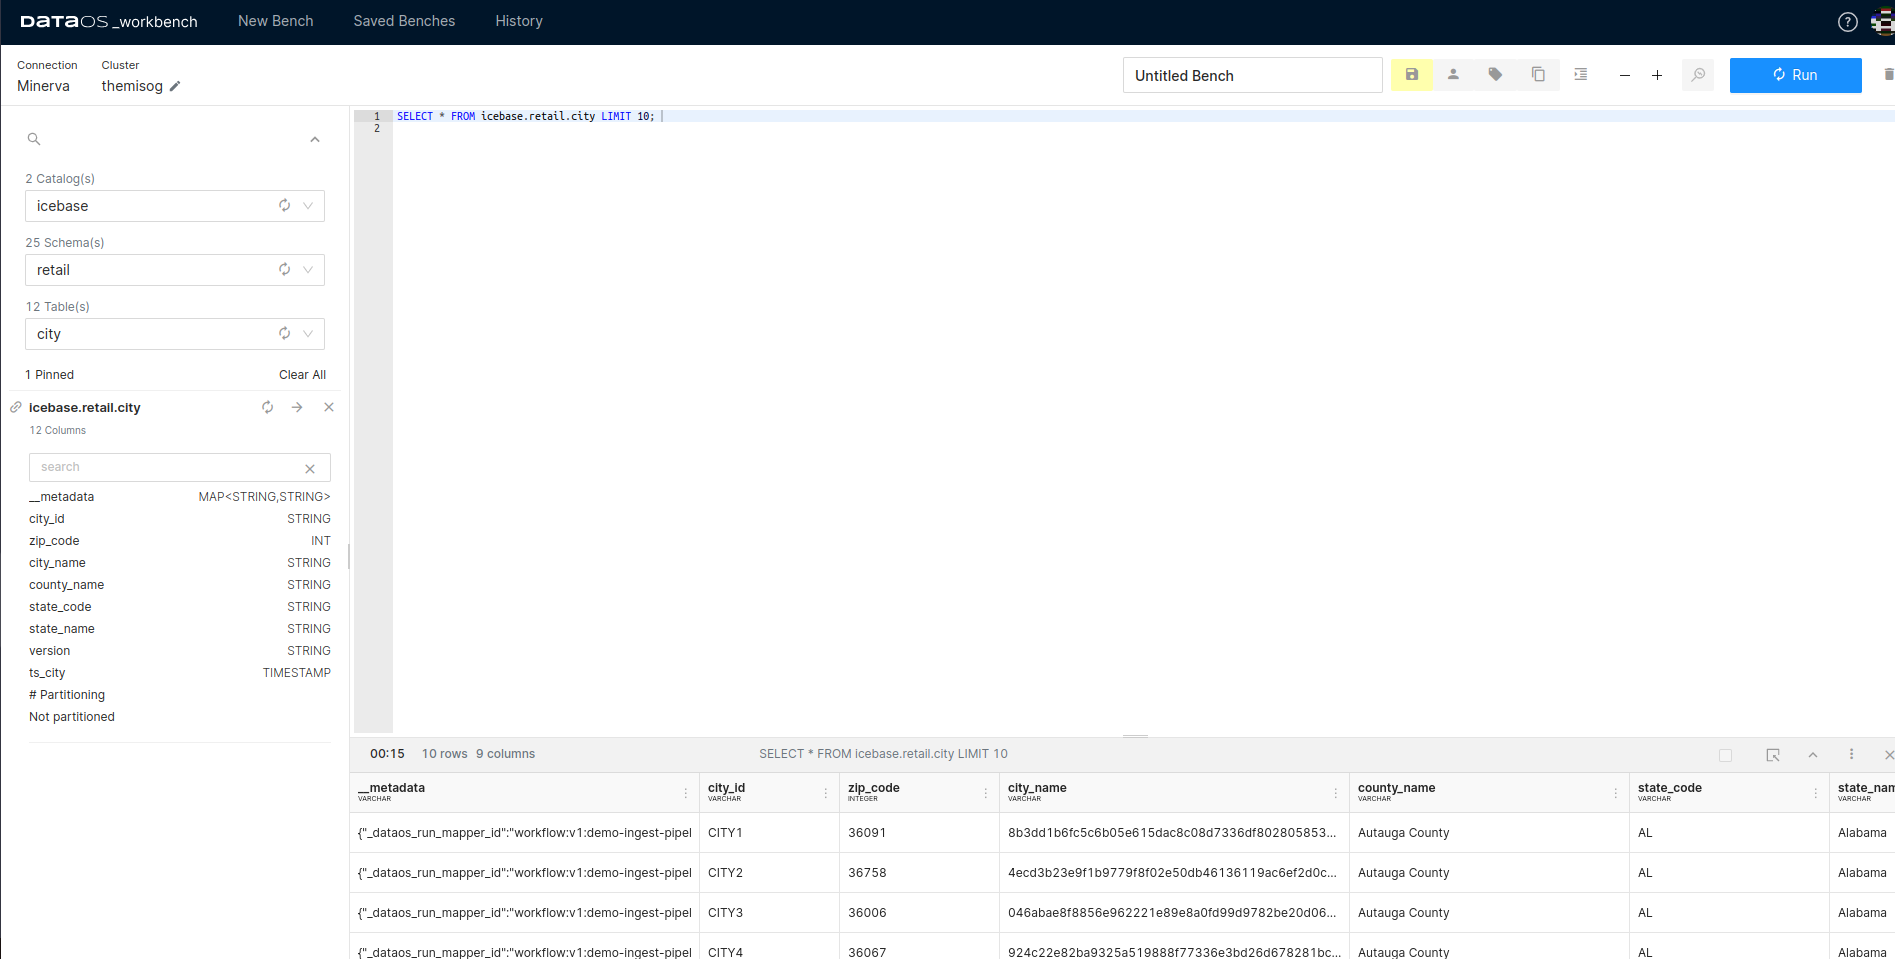 DATAOS _workbench New Bench Saved Benches History ?
Connection Cluster
Minerva themisog
Untitled Bench Run
2 Catalog(s)
icebase
25 Schema(s)
retail
12 Table(s)
city
1 Pinned Clear All
icebase.retail.city
12 Columns
search
__metadata MAP<STRING,STRING>
city_id STRING
zip_code INT
city_name STRING
county_name STRING
state_code STRING
state_name STRING
version STRING
ts_city TIMESTAMP
# Partitioning
Not partitioned
1 SELECT * FROM icebase.retail.city LIMIT 10;
2
00:15 10 rows 9 columns SELECT * FROM icebase.retail.city LIMIT 10
__metadata city_id zip_code city_name county_name state_code state_nam
VARCHAR VARCHAR INTEGER VARCHAR VARCHAR VARCHAR VARCHAR
{"_dataos_run_mapper_id":"workflow:v1:demo-ingest-pipel CITY1 36091 8b3dd1b6fc5c6b05e615dac8c08d7336df802805853... Autauga County AL Alabama
{"_dataos_run_mapper_id":"workflow:v1:demo-ingest-pipel CITY2 36758 4ecd3b23e9f1b9779f8f02e50db46136119ac6ef2d0c... Autauga County AL Alabama
{"_dataos_run_mapper_id":"workflow:v1:demo-ingest-pipel CITY3 36006 046abae8f8856e962221e89e8a0fd99d9782be20d06... Autauga County AL Alabama
{"_dataos_run_mapper_id":"workflow:v1:demo-ingest-pipel CITY4 36067 924c22e82ba9325a519888f77336e3bd26d678281bc... Autauga County AL Alabama